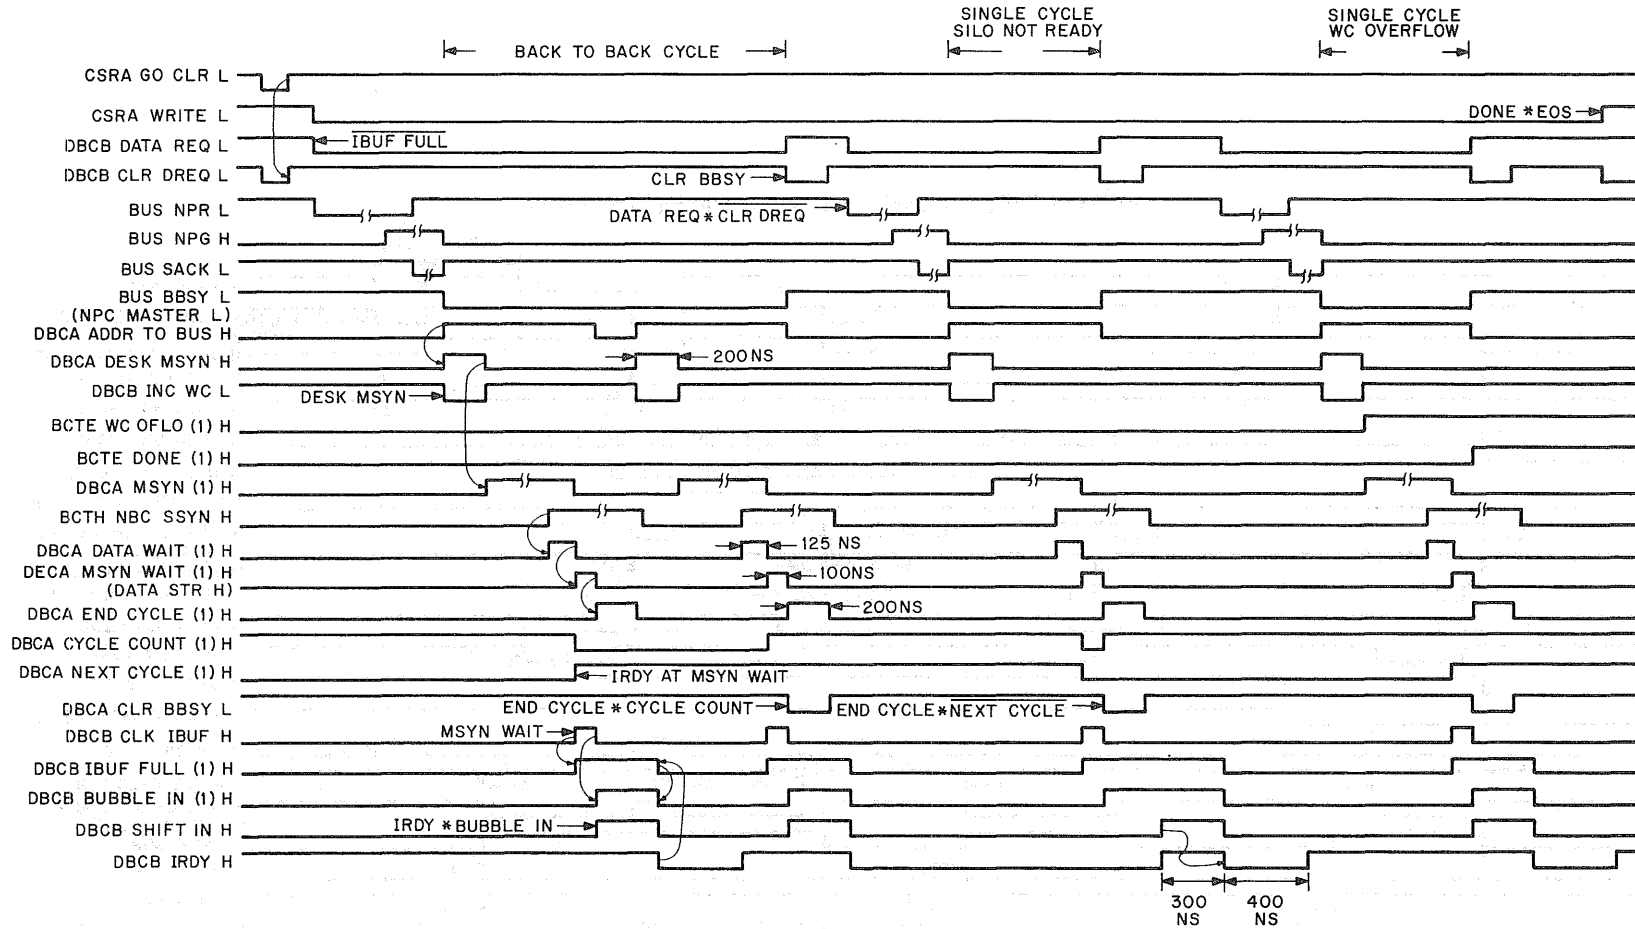 SINGLE CYCLE
SILO NOT READY
SINGLE CYCLE
WC OVERFLOW
BACK TO BACK CYCLE
CSRA GO CLR L
CSRA WRITE L
DONE * EOS
DBCB DATA REQ L
IBUF FULL
DBCB CLR DREQ L
CLR BBSY
BUS NPR L
DATA REQ * CLR DREQ
BUS NPG H
BUS SACK L
BUS BBSY L
(NPC MASTER L)
DBCA ADDR TO BUS H
DBCA DESK MSYN H
200 NS
DBCB INC WC L
DESK MSYN
BCTE WC OFLO (1) H
BCTE DONE (1) H
DBCA MSYN (1) H
BCTH NBC SSYN H
DBCA DATA WAIT (1) H
125 NS
DECA MSYN WAIT (1) H
(DATA STR H)
100NS
DBCA END CYCLE (1) H
200NS
DBCA CYCLE COUNT (1) H
DBCA NEXT CYCLE (1) H
IRDY AT MSYN WAIT
DBCA CLR BBSY L
END CYCLE * CYCLE COUNT
END CYCLE * NEXT CYCLE
DBCB CLK IBUF H
MSYN WAIT
DBCB IBUF FULL (1) H
DBCB BUBBLE IN (1) H
DBCB SHIFT IN H
IRDY * BUBBLE IN
DBCB IRDY H
300
NS
400
NS